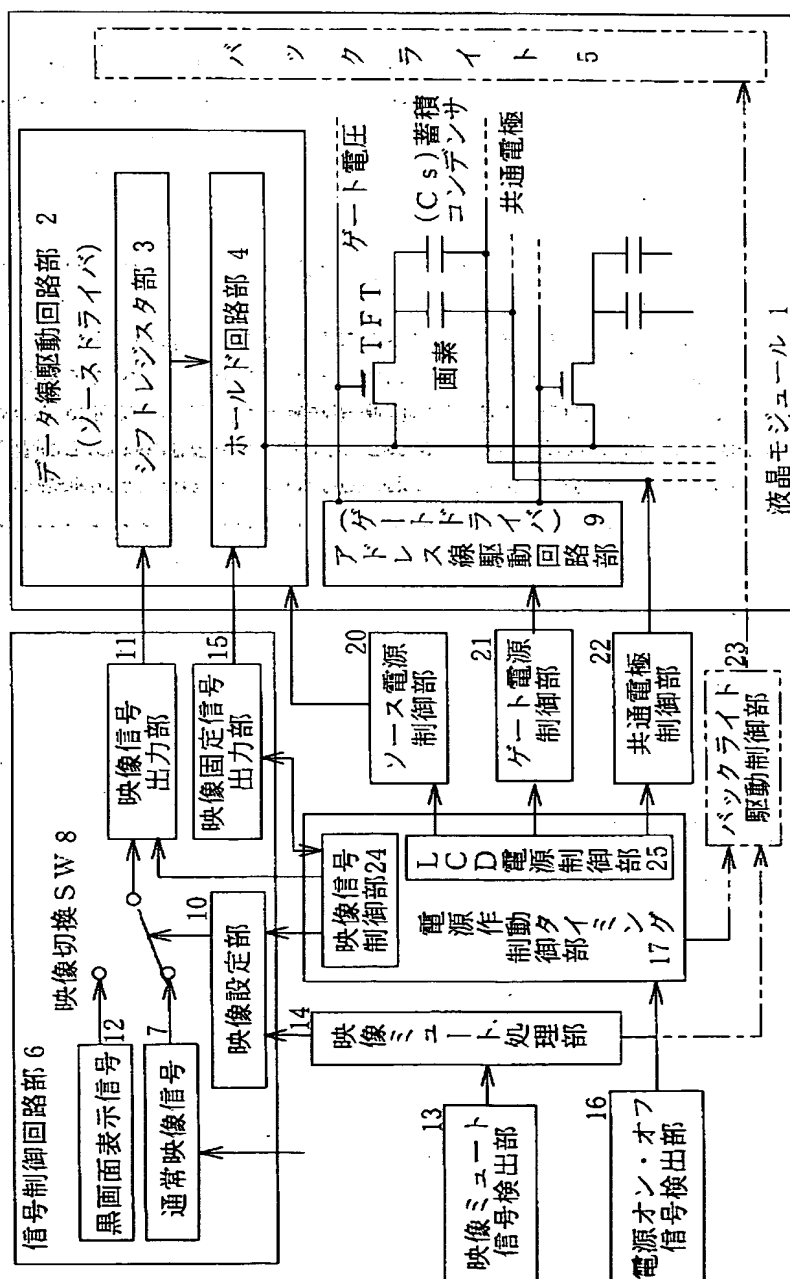 信号制御回路部 6
黒画面表示信号
12
映像切換SW 8
通常映像信号
7
映像設定部
10
映像信号
出力部
11
映像固定信号
出力部
15
データ線駆動回路部 2
(ソースドライバ)
シフトレジスタ部 3
ホールド回路部 4
バックライト 5
映像ミュート
信号検出部
13
映像ミュート処理部
14
電源オン・オフ
信号検出部
16
映像信号
制御部24
LCD電源制御部25
電源作動タイミング
制御部
17
ソース電源
制御部
20
ゲート電源
制御部
21
共通電極
制御部
22
バックライト
駆動制御部
23
(ゲートドライバ)
アドレス線駆動回路部
9
ゲート電圧
TFT
画素
(Cs)蓄積
コンデンサ
共通電極
液晶モジュール 1